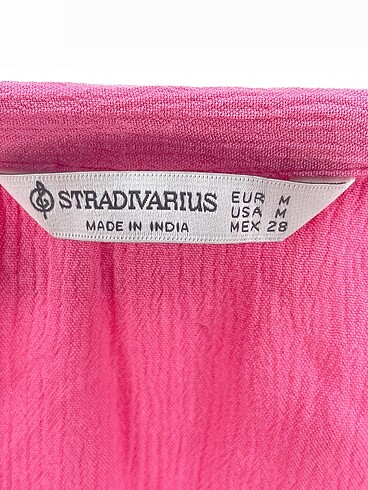 STRADIVARIUS
MADE IN INDIA
EUR M
USA M
MEX 28